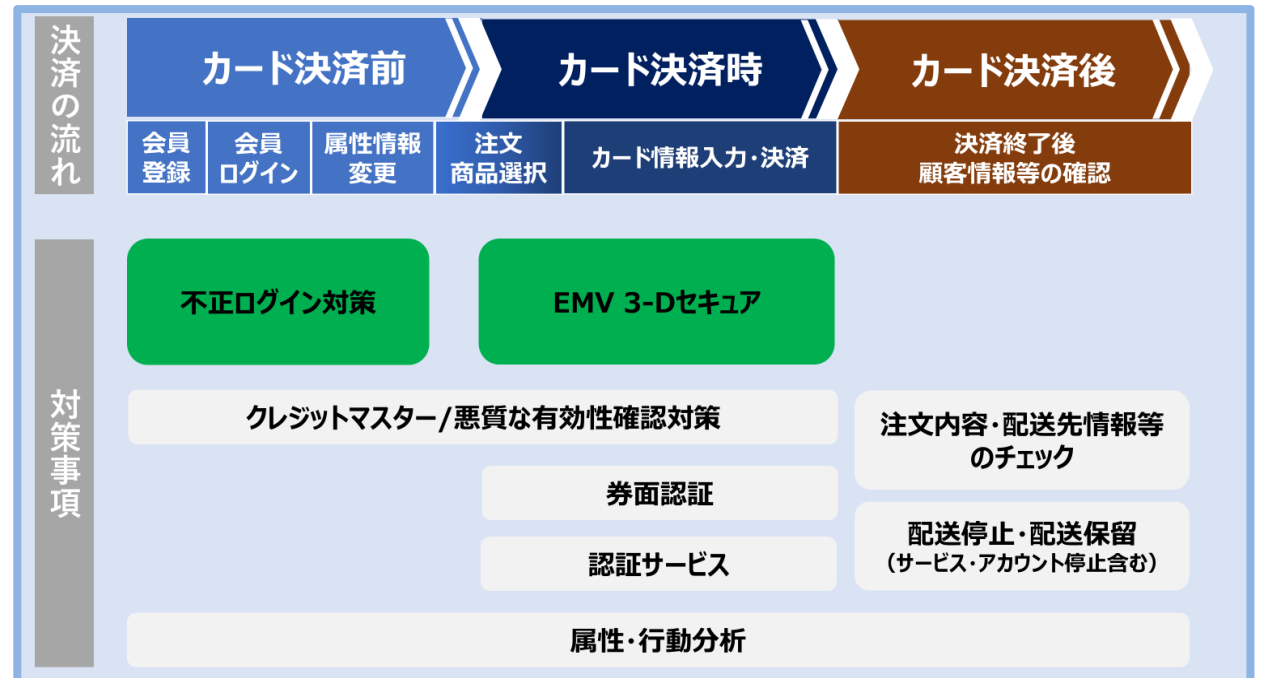 決済の流れ
カード決済前
カード決済時
カード決済後
会員
登録
会員
ログイン
属性情報
変更
注文
商品選択
カード情報入力・決済
決済終了後
顧客情報等の確認
対策事項
不正ログイン対策
EMV 3-Dセキュア
クレジットマスター/悪質な有効性確認対策
注文内容・配送先情報等
のチェック
券面認証
配送停止・配送保留
（サービス・アカウント停止含む）
認証サービス
属性・行動分析